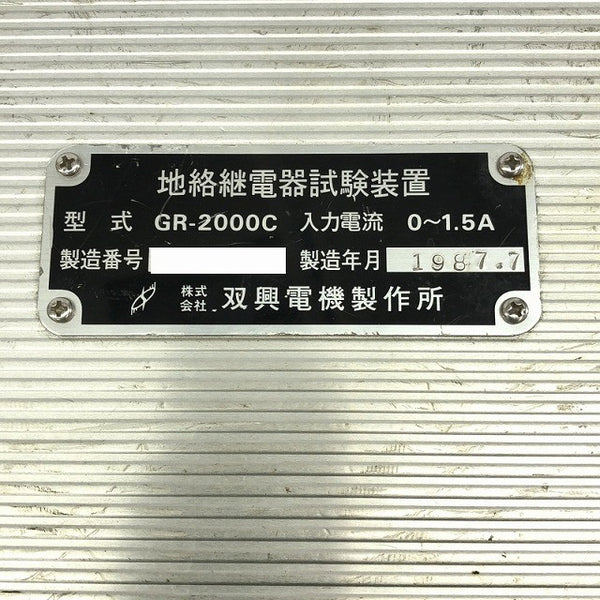 地絡継電器試験装置
型式 GR-2000C 入力電流 0～1.5A
製造番号 製造年月 1987.7
株式会社 双興電機製作所